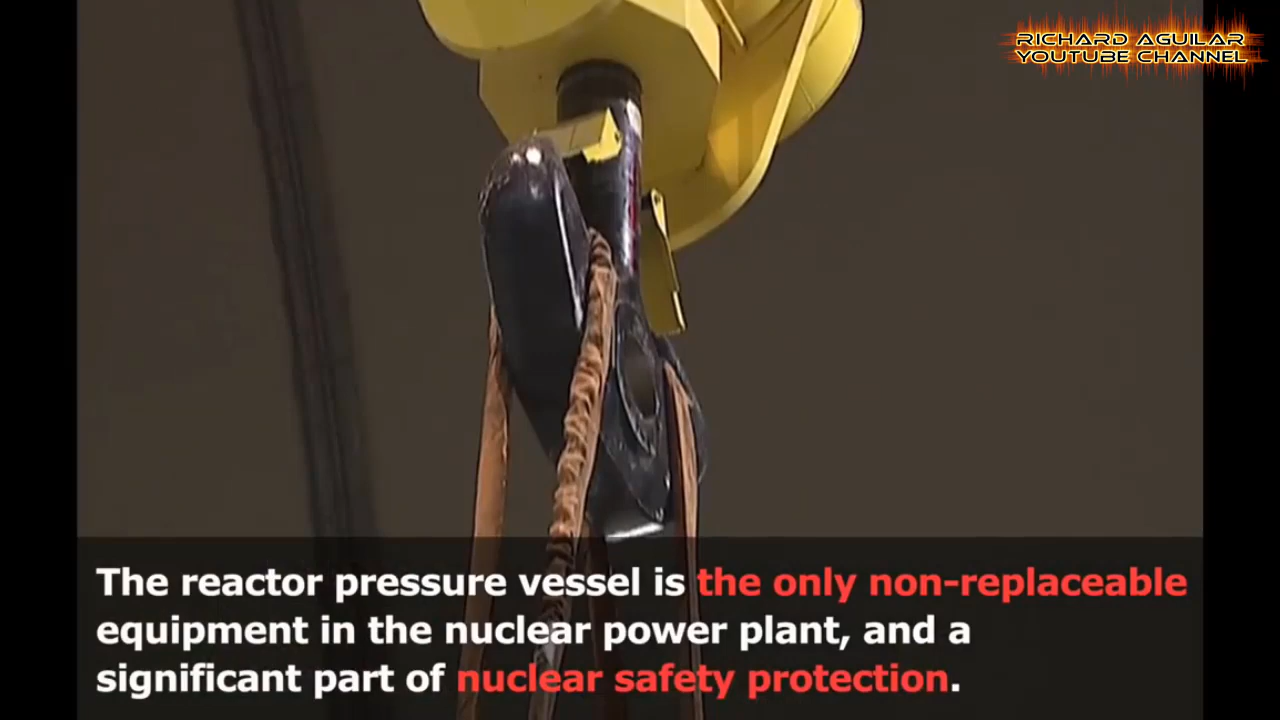 RICHARD AGUILAR
YOUTUBE CHANNEL
The reactor pressure vessel is the only non-replaceable
equipment in the nuclear power plant, and a
significant part of nuclear safety protection.